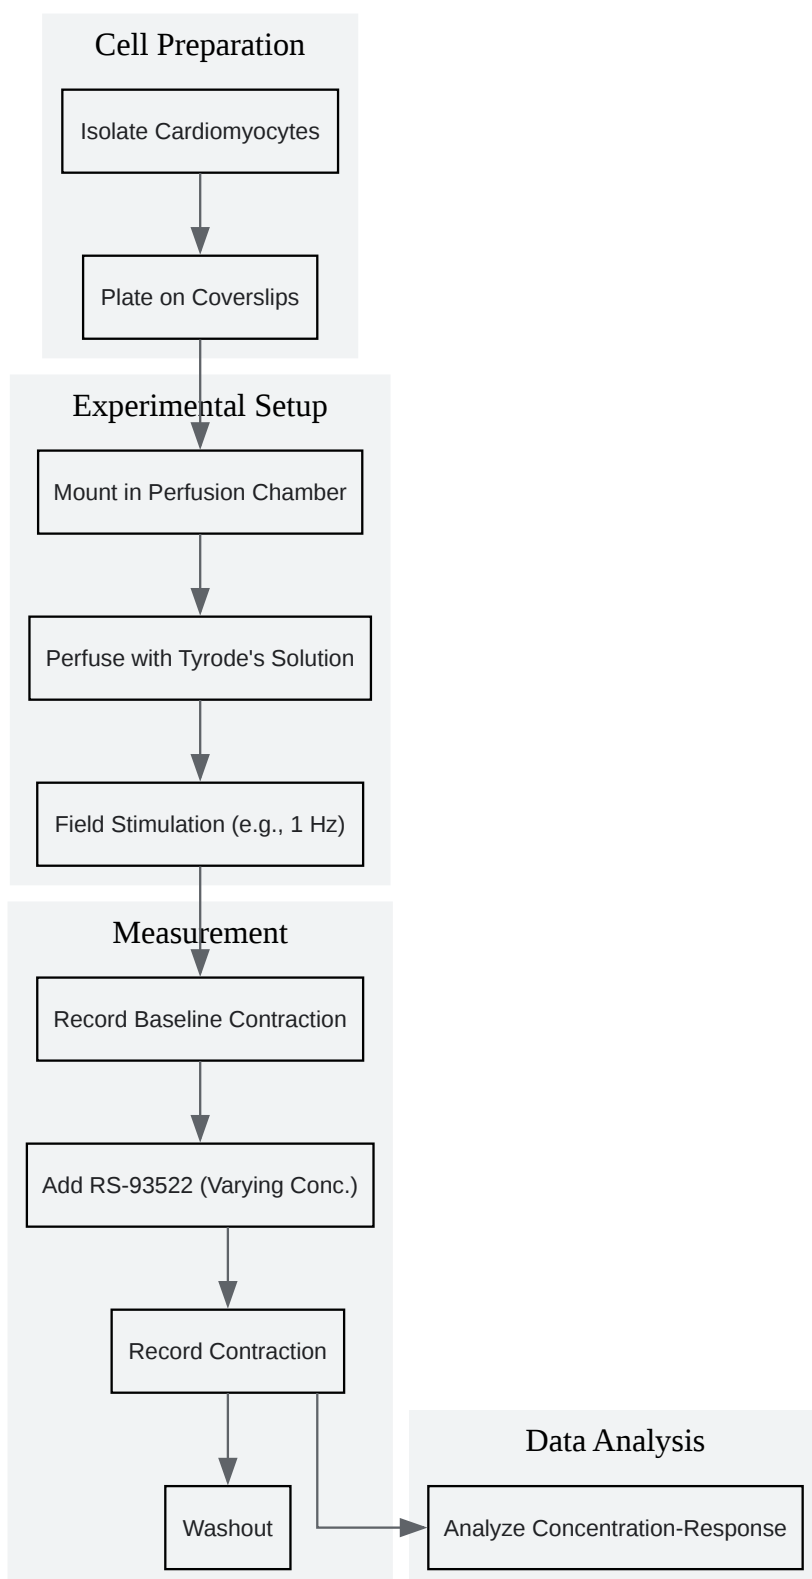 Cell Preparation
Isolate Cardiomyocytes
Plate on Coverslips
Experimental Setup
Mount in Perfusion Chamber
Perfuse with Tyrode's Solution
Field Stimulation (e.g., 1 Hz)
Measurement
Record Baseline Contraction
Add RS-93522 (Varying Conc.)
Record Contraction
Washout
Data Analysis
Analyze Concentration-Response